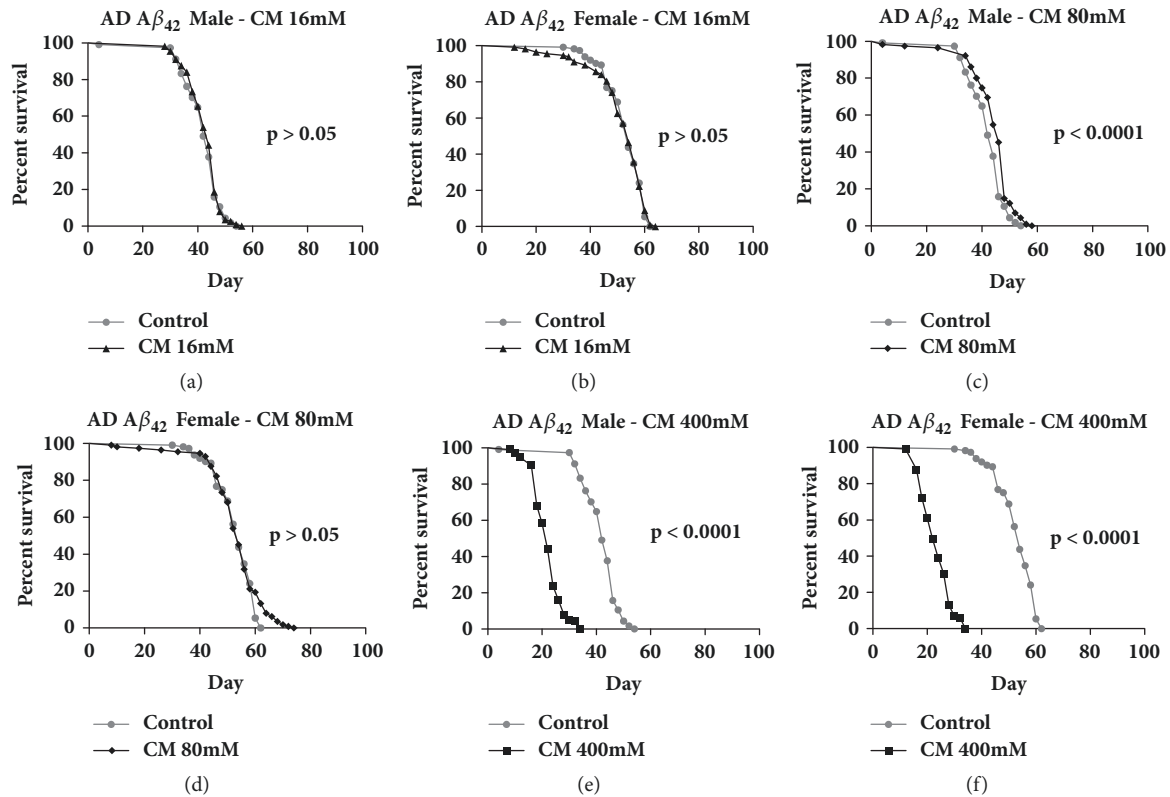 AD Aβ42 Male - CM 16mM
Percent survival
100
80
60
40
20
0
p > 0.05
0 20 40 60 80 100
Day
Control
CM 16mM
(a)
AD Aβ42 Female - CM 16mM
Percent survival
100
80
60
40
20
0
p > 0.05
0 20 40 60 80 100
Day
Control
CM 16mM
(b)
AD Aβ42 Male - CM 80mM
Percent survival
100
80
60
40
20
0
p < 0.0001
0 20 40 60 80 100
Day
Control
CM 80mM
(c)
AD Aβ42 Female - CM 80mM
Percent survival
100
80
60
40
20
0
p > 0.05
0 20 40 60 80 100
Day
Control
CM 80mM
(d)
AD Aβ42 Male - CM 400mM
Percent survival
100
80
60
40
20
0
p < 0.0001
0 20 40 60 80 100
Day
Control
CM 400mM
(e)
AD Aβ42 Female - CM 400mM
Percent survival
100
80
60
40
20
0
p < 0.0001
0 20 40 60 80 100
Day
Control
CM 400mM
(f)